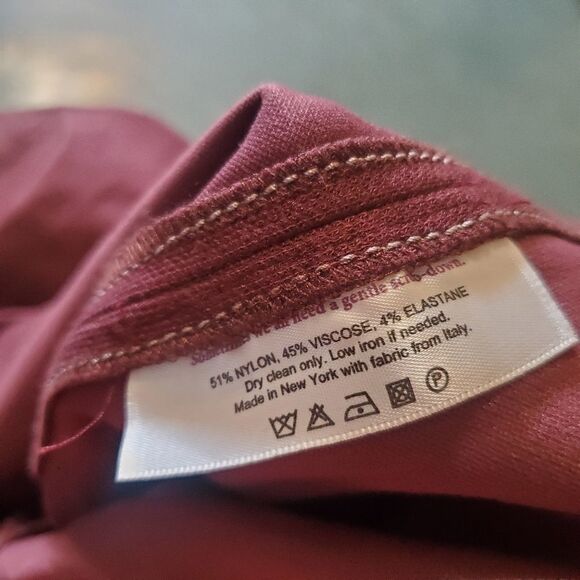 Sometimes we all need a gentle scrub-down.
51% NYLON, 45% VISCOSE, 4% ELASTANE
Dry clean only. Low iron if needed.
Made in New York with fabric from Italy.
P